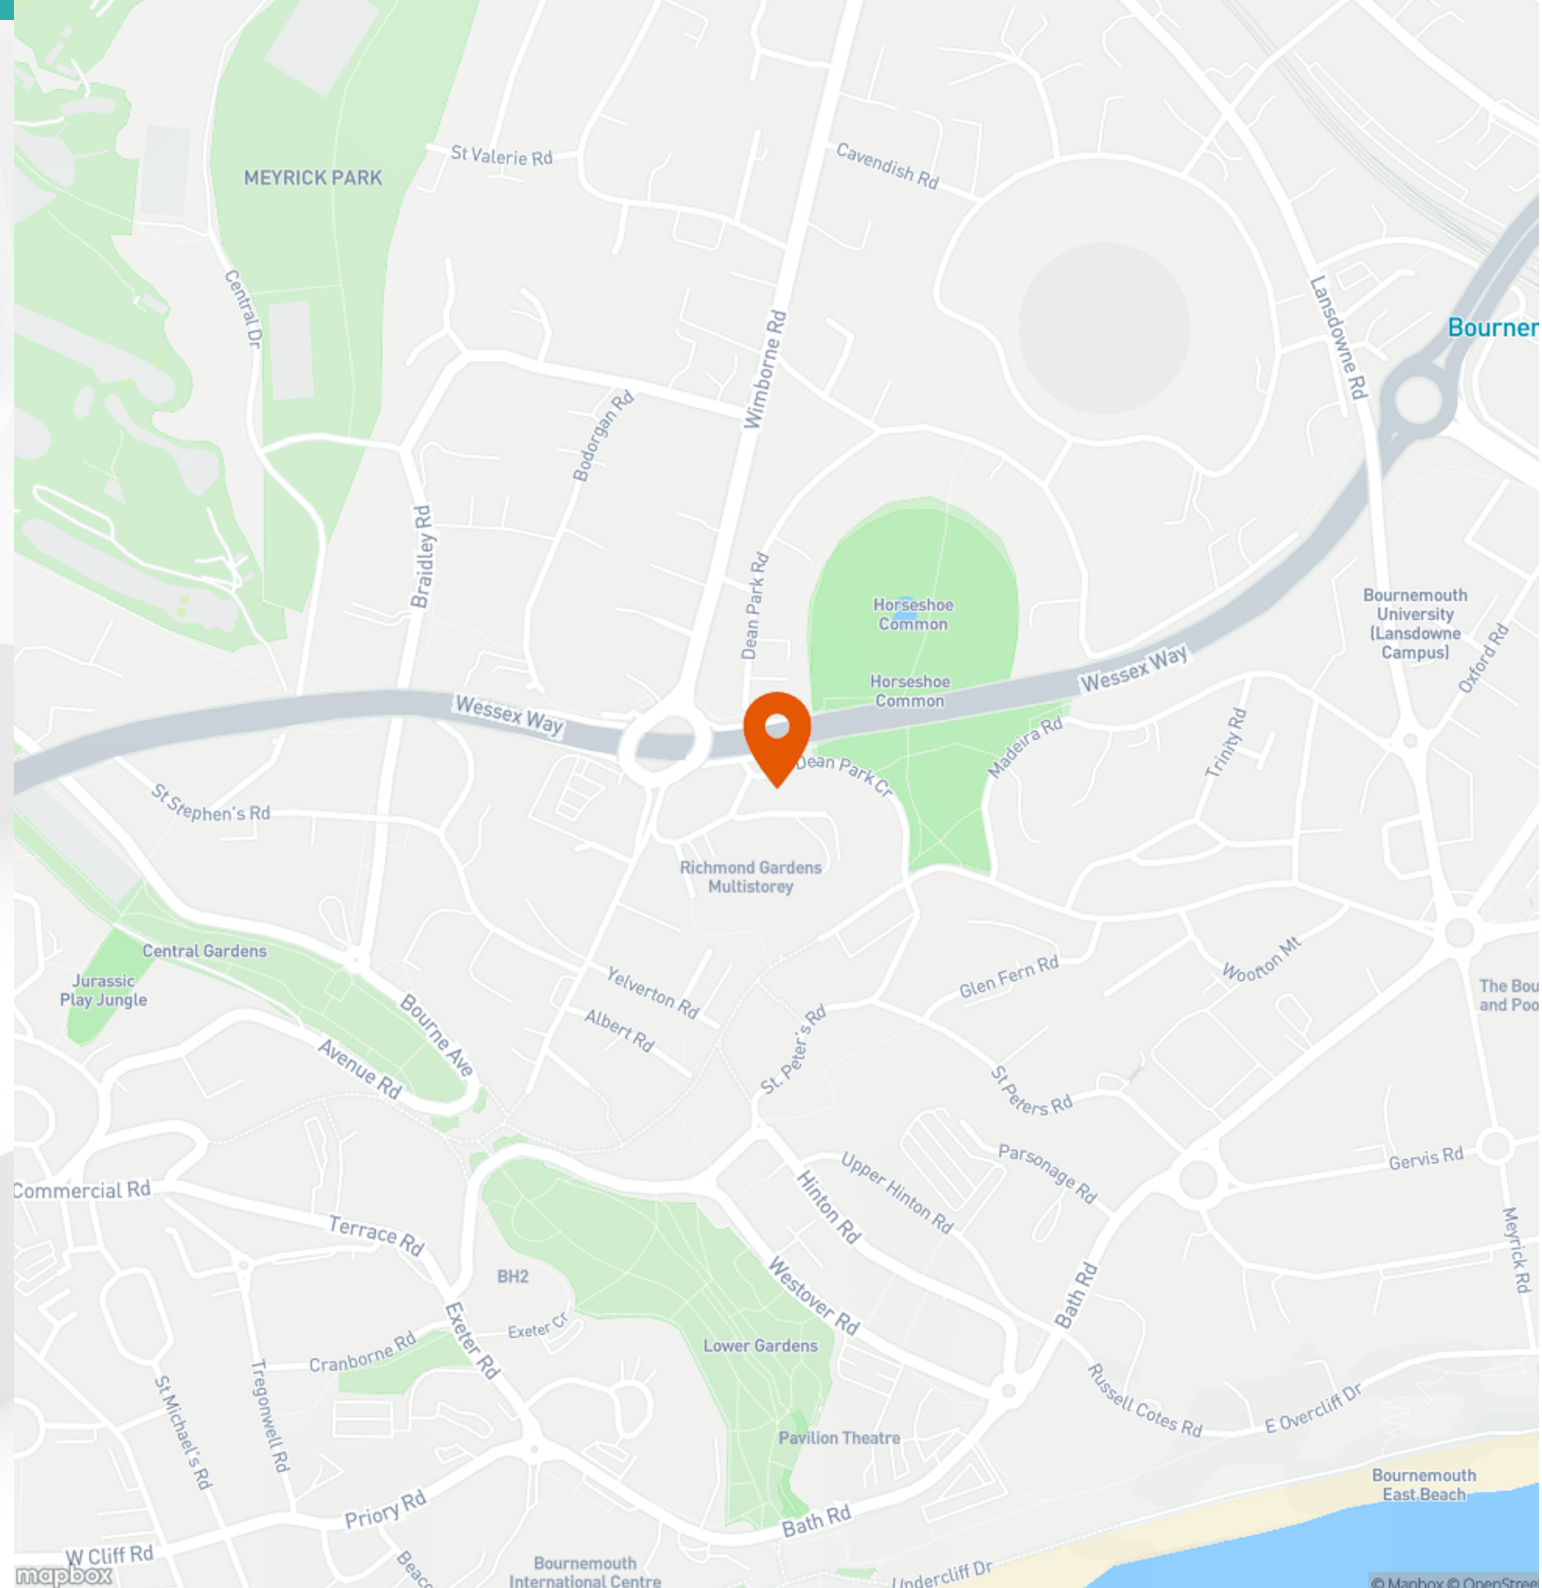 St Valerie Rd
Cavendish Rd
MEYRICK PARK
Central Dr
Lansdowne Rd
Wimborne Rd
Bodorgan Rd
Braidley Rd
Dean Park Rd
Horseshoe
Common
Bournemouth
University
(Lansdowne
Campus)
Oxford Rd
Horseshoe
Common
Wessex Way
Wessex Way
Madeira Rd
Trinity Rd
Dean Park Cr
St Stephen's Rd
Richmond Gardens
Multistorey
Central Gardens
Jurassic
Play Jungle
Wootton Mt
Glen Fern Rd
The Bou
and Poo
Yelverton Rd
Albert Rd
Bourne Ave
Avenue Rd
St. Peter's Rd
St Peters Rd
Parsonage Rd
Gervis Rd
Upper Hinton Rd
Hinton Rd
Commercial Rd
Terrace Rd
Meyrick Rd
BH2
Westover Rd
Bath Rd
Exeter Rd
Exeter Cr
Cranborne Rd
Lower Gardens
Tregonwell Rd
St Michael's Rd
Russell Cotes Rd
E Overcliff Dr
Pavilion Theatre
Bournemouth
East Beach
Priory Rd
Bath Rd
W Cliff Rd
Bournemouth
International Centre
Undercliff Dr
mapbox
© Mapbox © OpenStree